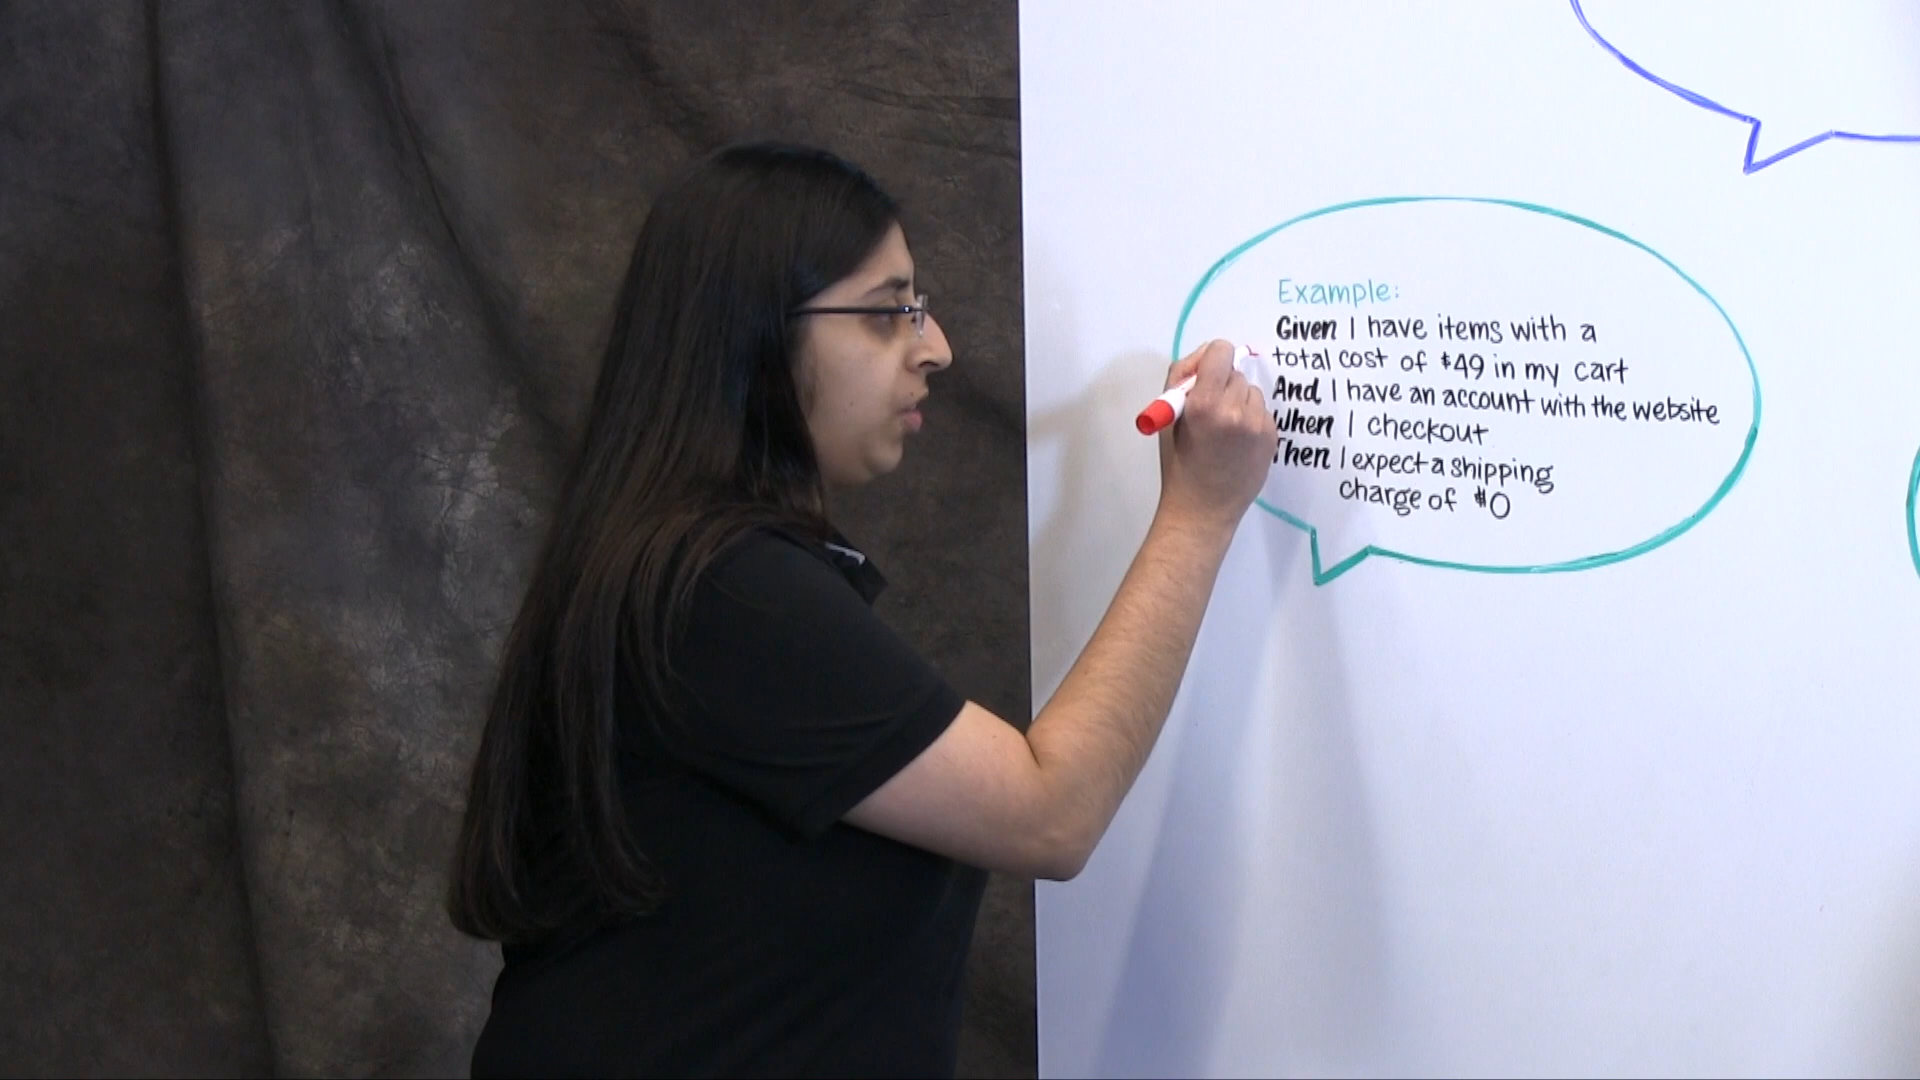 Example:
Given I have items with a
total cost of $49 in my cart
And I have an account with the website
When I checkout
Then I expect a shipping
charge of $0